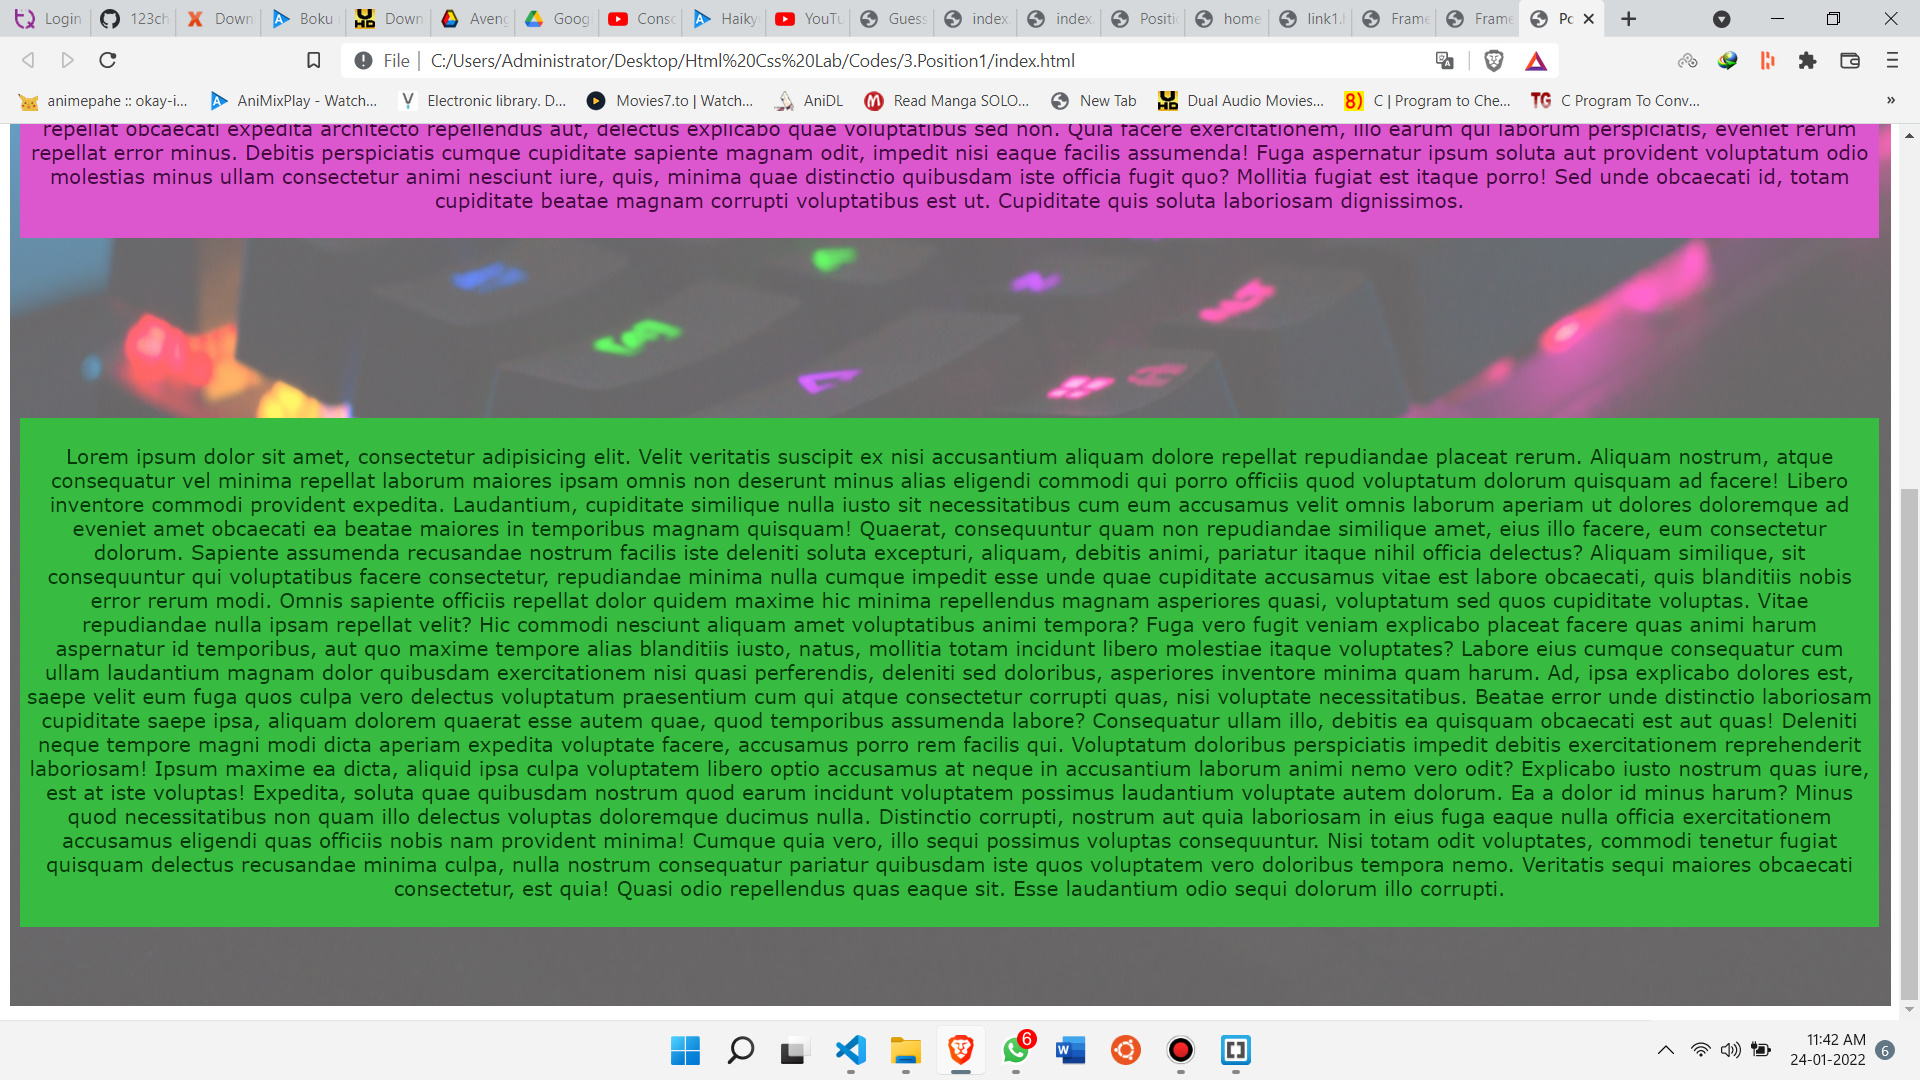 Login
123ch
Down
Boku
Down
Aveng
Goog
Consc
Haiky
YouTu
Guess
index.
index.
Positi
home
link1.
Frame
Frame
Po
File
C:/Users/Administrator/Desktop/Html%20Css%20Lab/Codes/3.Position1/index.html
animepahe :: okay-i...
AniMixPlay - Watch...
Electronic library. D...
Movies7.to | Watch...
AniDL
Read Manga SOLO...
New Tab
Dual Audio Movies...
C | Program to Che...
C Program To Conv...
»
repellat obcaecati expedita architecto repellendus aut, delectus explicabo quae voluptatibus sed non. Quia facere exercitationem, illo earum qui laborum perspiciatis, eveniet rerum
repellat error minus. Debitis perspiciatis cumque cupiditate sapiente magnam odit, impedit nisi eaque facilis assumenda! Fuga aspernatur ipsum soluta aut provident voluptatum odio
molestias minus ullam consectetur animi nesciunt iure, quis, minima quae distinctio quibusdam iste officia fugit quo? Mollitia fugiat est itaque porro! Sed unde obcaecati id, totam
cupiditate beatae magnam corrupti voluptatibus est ut. Cupiditate quis soluta laboriosam dignissimos.
Lorem ipsum dolor sit amet, consectetur adipisicing elit. Velit veritatis suscipit ex nisi accusantium aliquam dolore repellat repudiandae placeat rerum. Aliquam nostrum, atque
consequatur vel minima repellat laborum maiores ipsam omnis non deserunt minus alias eligendi commodi qui porro officiis quod voluptatum dolorum quisquam ad facere! Libero
inventore commodi provident expedita. Laudantium, cupiditate similique nulla iusto sit necessitatibus cum eum accusamus velit omnis laborum aperiam ut dolores doloremque ad
eveniet amet obcaecati ea beatae maiores in temporibus magnam quisquam! Quaerat, consequuntur quam non repudiandae similique amet, eius illo facere, eum consectetur
dolorum. Sapiente assumenda recusandae nostrum facilis iste deleniti soluta excepturi, aliquam, debitis animi, pariatur itaque nihil officia delectus? Aliquam similique, sit
consequuntur qui voluptatibus facere consectetur, repudiandae minima nulla cumque impedit esse unde quae cupiditate accusamus vitae est labore obcaecati, quis blanditiis nobis
error rerum modi. Omnis sapiente officiis repellat dolor quidem maxime hic minima repellendus magnam asperiores quasi, voluptatum sed quos cupiditate voluptas. Vitae
repudiandae nulla ipsam repellat velit? Hic commodi nesciunt aliquam amet voluptatibus animi tempora? Fuga vero fugit veniam explicabo placeat facere quas animi harum
aspernatur id temporibus, aut quo maxime tempore alias blanditiis iusto, natus, mollitia totam incidunt libero molestiae itaque voluptates? Labore eius cumque consequatur cum
ullam laudantium magnam dolor quibusdam exercitationem nisi quasi perferendis, deleniti sed doloribus, asperiores inventore minima quam harum. Ad, ipsa explicabo dolores est,
saepe velit eum fuga quos culpa vero delectus voluptatum praesentium cum qui atque consectetur corrupti quas, nisi voluptate necessitatibus. Beatae error unde distinctio laboriosam
cupiditate saepe ipsa, aliquam dolorem quaerat esse autem quae, quod temporibus assumenda labore? Consequatur ullam illo, debitis ea quisquam obcaecati est aut quas! Deleniti
neque tempore magni modi dicta aperiam expedita voluptate facere, accusamus porro rem facilis qui. Voluptatum doloribus perspiciatis impedit debitis exercitationem reprehenderit
laboriosam! Ipsum maxime ea dicta, aliquid ipsa culpa voluptatem libero optio accusamus at neque in accusantium laborum animi nemo vero odit? Explicabo iusto nostrum quas iure,
est at iste voluptas! Expedita, soluta quae quibusdam nostrum quod earum incidunt voluptatem possimus laudantium voluptate autem dolorum. Ea a dolor id minus harum? Minus
quod necessitatibus non quam illo delectus voluptas doloremque ducimus nulla. Distinctio corrupti, nostrum aut quia laboriosam in eius fuga eaque nulla officia exercitationem
accusamus eligendi quas officiis nobis nam provident minima! Cumque quia vero, illo sequi possimus voluptas consequuntur. Nisi totam odit voluptates, commodi tenetur fugiat
quisquam delectus recusandae minima culpa, nulla nostrum consequatur pariatur quibusdam iste quos voluptatem vero doloribus tempora nemo. Veritatis sequi maiores obcaecati
consectetur, est quia! Quasi odio repellendus quas eaque sit. Esse laudantium odio sequi dolorum illo corrupti.
6
11:42 AM
24-01-2022
6